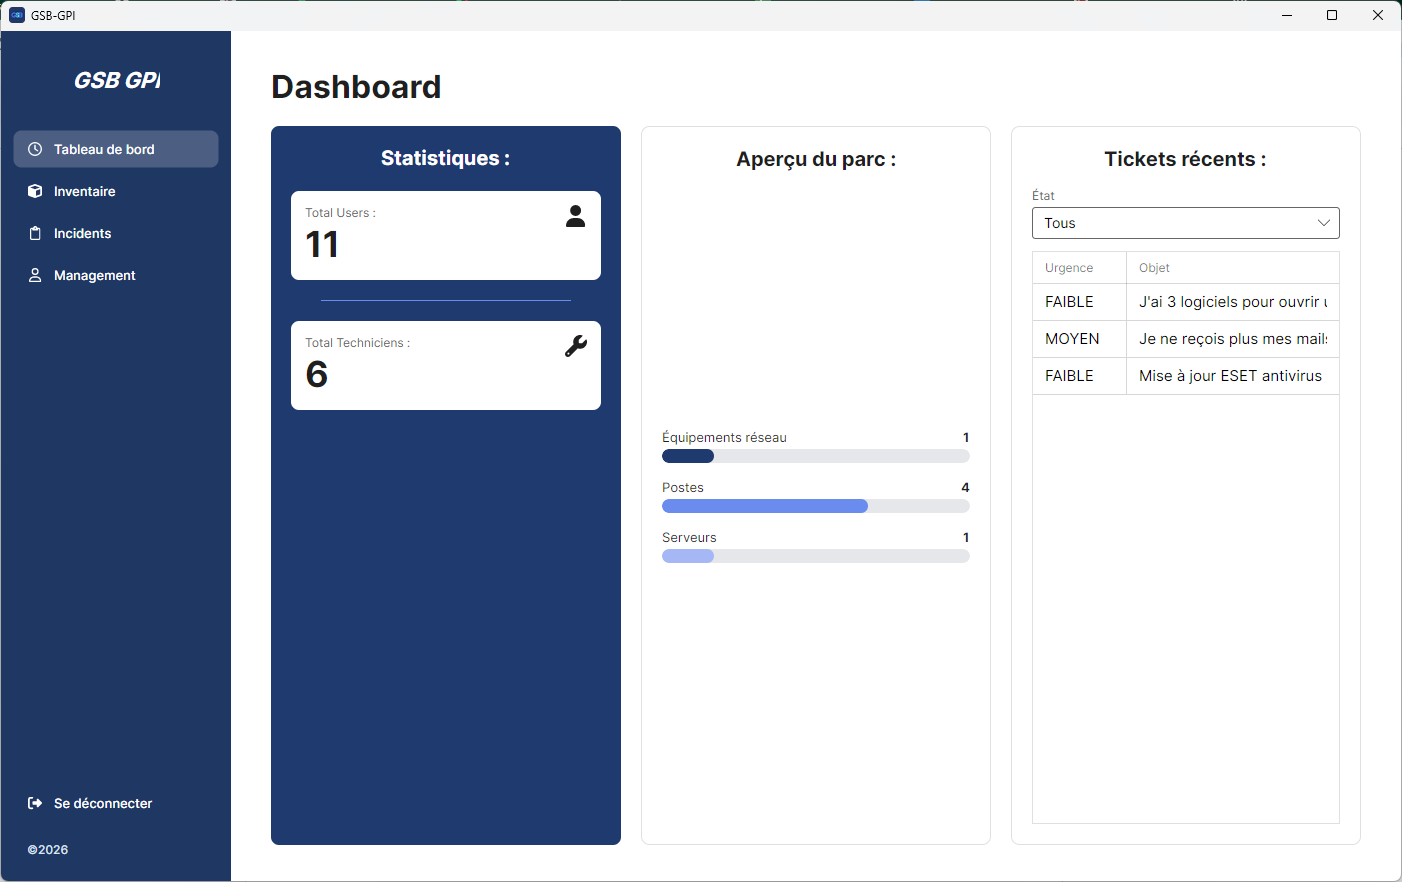 GSB-GPI
GSB GPI
Tableau de bord
Inventaire
Incidents
Management
Se déconnecter
©2026
Dashboard
Statistiques :
Total Users :
11
Total Techniciens :
6
Aperçu du parc :
Équipements réseau 1
Postes 4
Serveurs 1
Tickets récents :
État
Tous
Urgence Objet
FAIBLE J'ai 3 logiciels pour ouvrir
MOYEN Je ne reçois plus mes mails
FAIBLE Mise à jour ESET antivirus